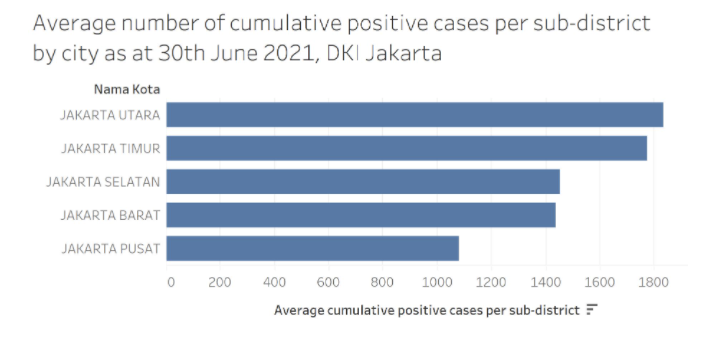 Average number of cumulative positive cases per sub-district
by city as at 30th June 2021, DKI Jakarta
Nama Kota
JAKARTA UTARA
JAKARTA TIMUR
JAKARTA SELATAN
JAKARTA BARAT
JAKARTA PUSAT
0 200 400 600 800 1000 1200 1400 1600 1800
Average cumulative positive cases per sub-district